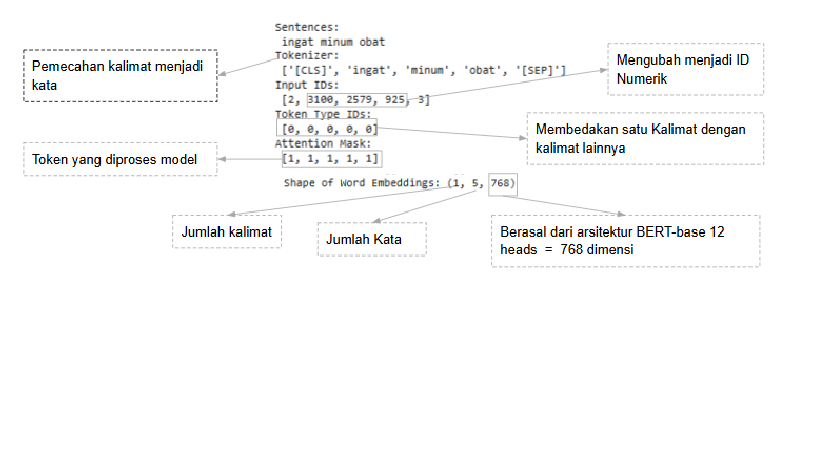 Sentences:
ingat minum obat
Tokenizer:
['[CLS]', 'ingat', 'minum', 'obat', '[SEP]']
Input IDs:
[2, 3100, 2579, 925, 3]
Token Type IDs:
[0, 0, 0, 0, 0]
Attention Mask:
[1, 1, 1, 1, 1]
Shape of Word Embeddings: (1, 5, 768)
Pemecahan kalimat menjadi
kata
Mengubah menjadi ID
Numerik
Membedakan satu Kalimat dengan
kalimat lainnya
Token yang diproses model
Jumlah kalimat
Jumlah Kata
Berasal dari arsitektur BERT-base 12
heads = 768 dimensi